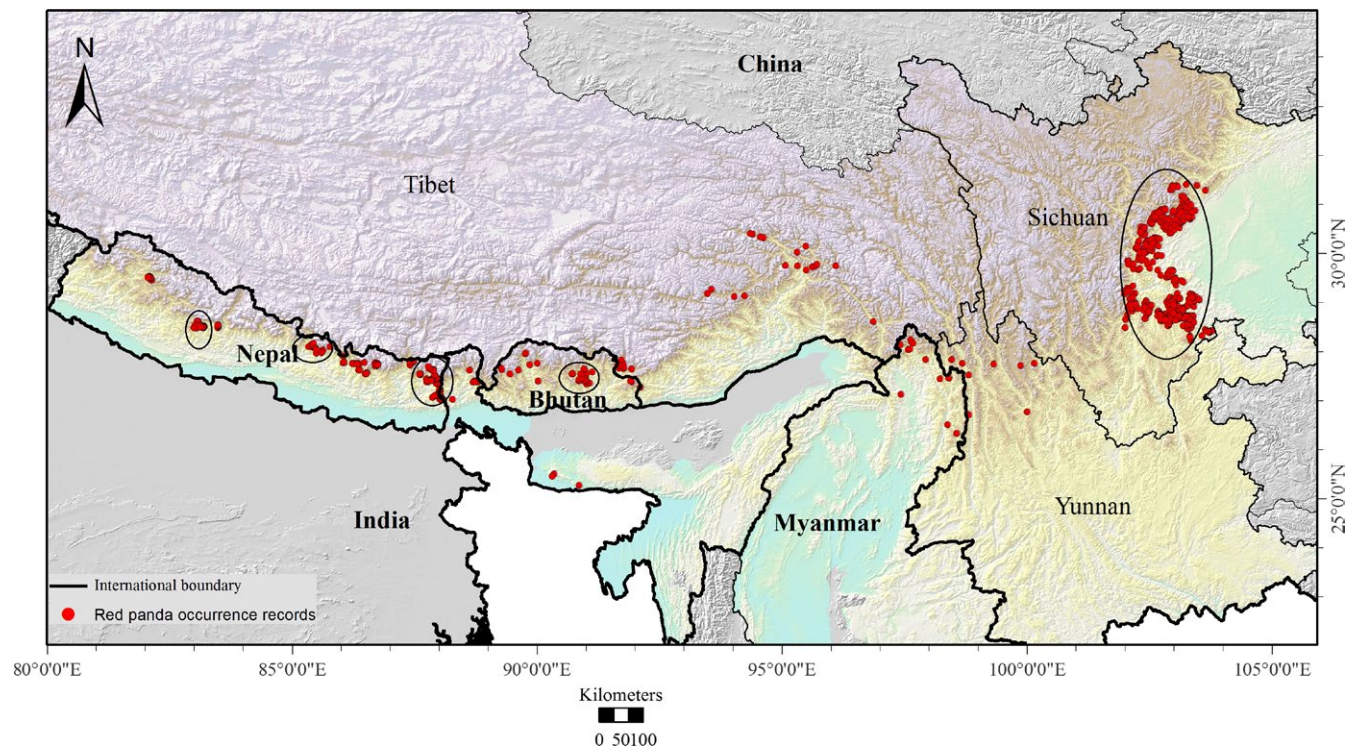 N
China
Tibet
Sichuan
Nepal
Bhutan
India
Myanmar
Yunnan
International boundary
Red panda occurrence records
30°0'0"N
25°0'0"N
80°0'0"E
85°0'0"E
90°0'0"E
95°0'0"E
100°0'0"E
105°0'0"E
Kilometers
0 50100